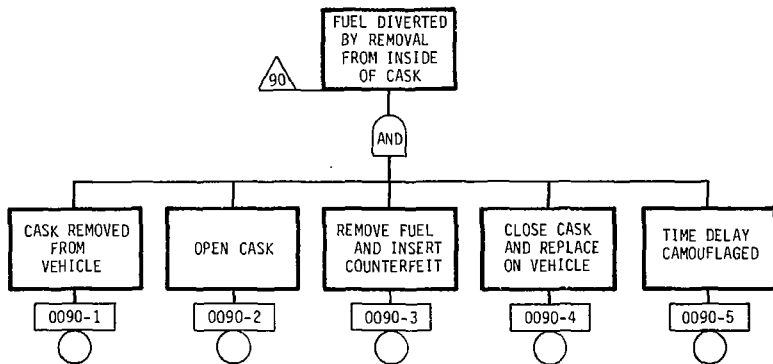 FUEL DIVERTED
BY REMOVAL
FROM INSIDE
OF CASK
90
AND
CASK REMOVED
FROM
VEHICLE
OPEN CASK
REMOVE FUEL
AND INSERT
COUNTERFEIT
CLOSE CASK
AND REPLACE
ON VEHICLE
TIME DELAY
CAMOUFLAGED
0090-1
0090-2
0090-3
0090-4
0090-5